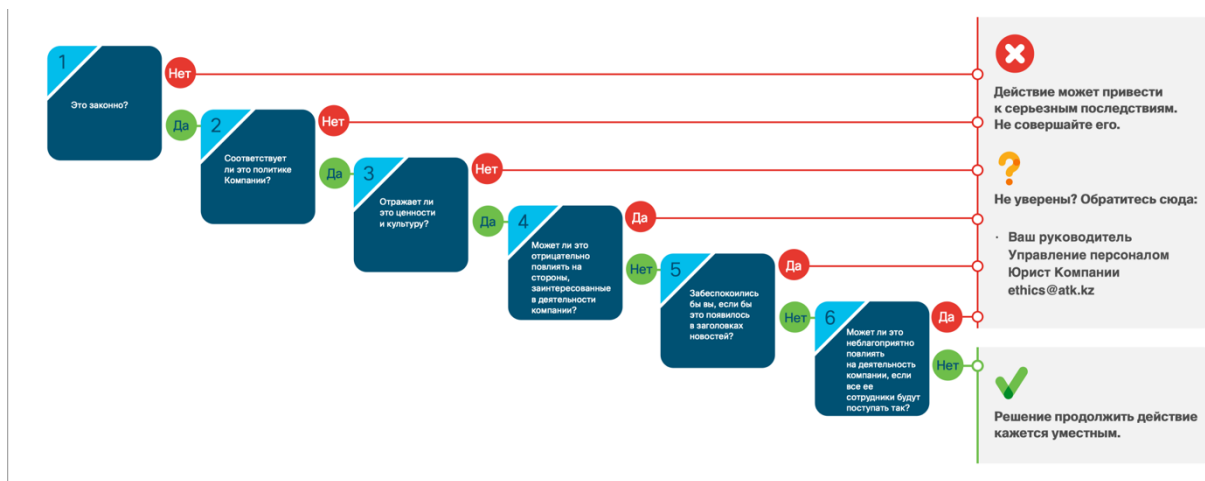 1
Это законно?
Нет
Да
2
Соответствует
ли это политике
Компании?
Нет
Да
3
Отражает ли
это ценности
и культуру?
Нет
Да
4
Может ли это
отрицательно
повлиять на
стороны,
заинтересованные
в деятельности
компании?
Да
Нет
5
Забеспокоились
бы вы, если бы
это появилось
в заголовках
новостей?
Да
Нет
6
Может ли это
неблагоприятно
повлиять
на деятельность
компании, если
все ее
сотрудники будут
поступать так?
Да
Нет
Действие может привести
к серьезным последствиям.
Не совершайте его.
?
Не уверены? Обратитесь сюда:
· Ваш руководитель
Управление персоналом
Юрист Компании
ethics@atk.kz
Решение продолжить действие
кажется уместным.